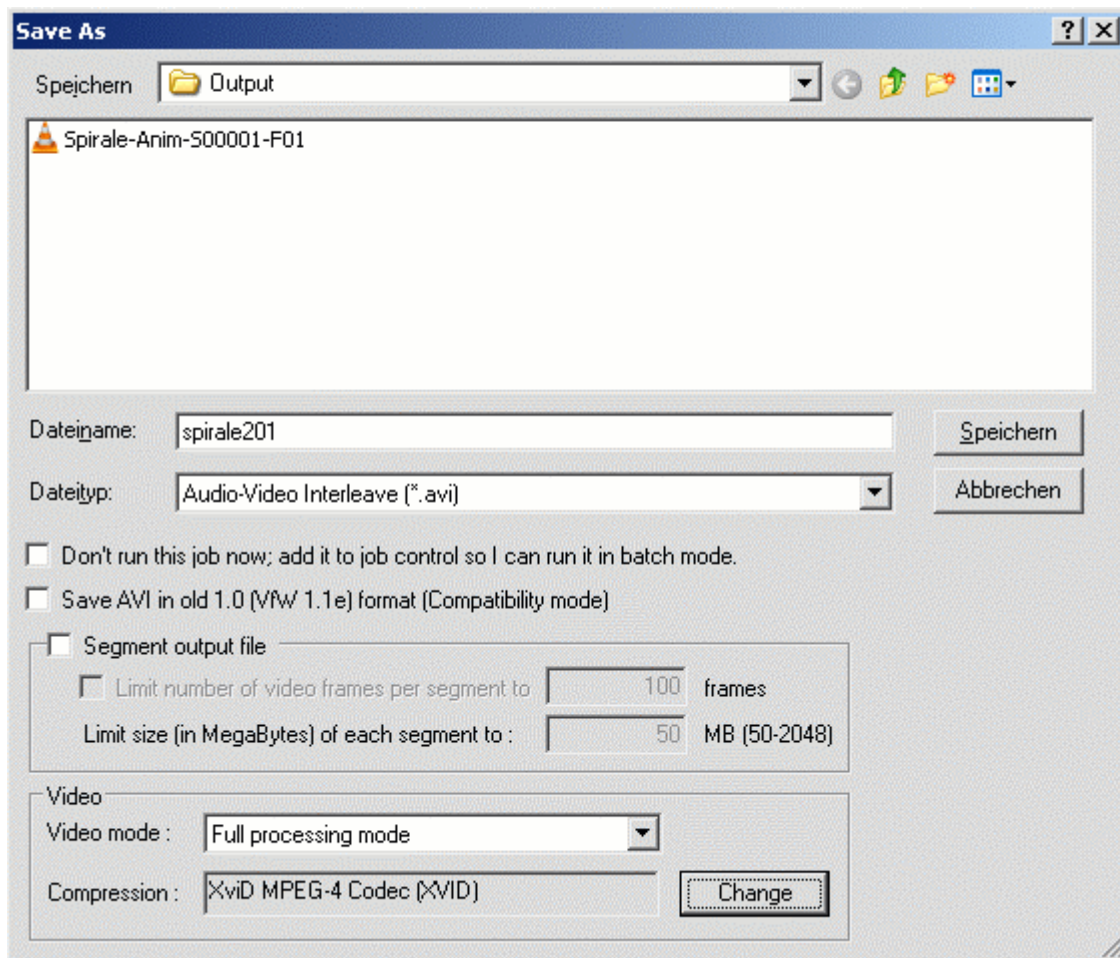 Save As
Speichern Output
Spirale-Anim-S00001-F01
Dateiname: spirale201 Speichern
Dateityp: Audio-Video Interleave (*.avi) Abbrechen
Don't run this job now; add it to job control so I can run it in batch mode.
Save AVI in old 1.0 (VfW 1.1e) format (Compatibility mode)
Segment output file
Limit number of video frames per segment to 100 frames
Limit size (in MegaBytes) of each segment to : 50 MB (50-2048)
Video
Video mode : Full processing mode
Compression : XviD MPEG-4 Codec (XVID) Change